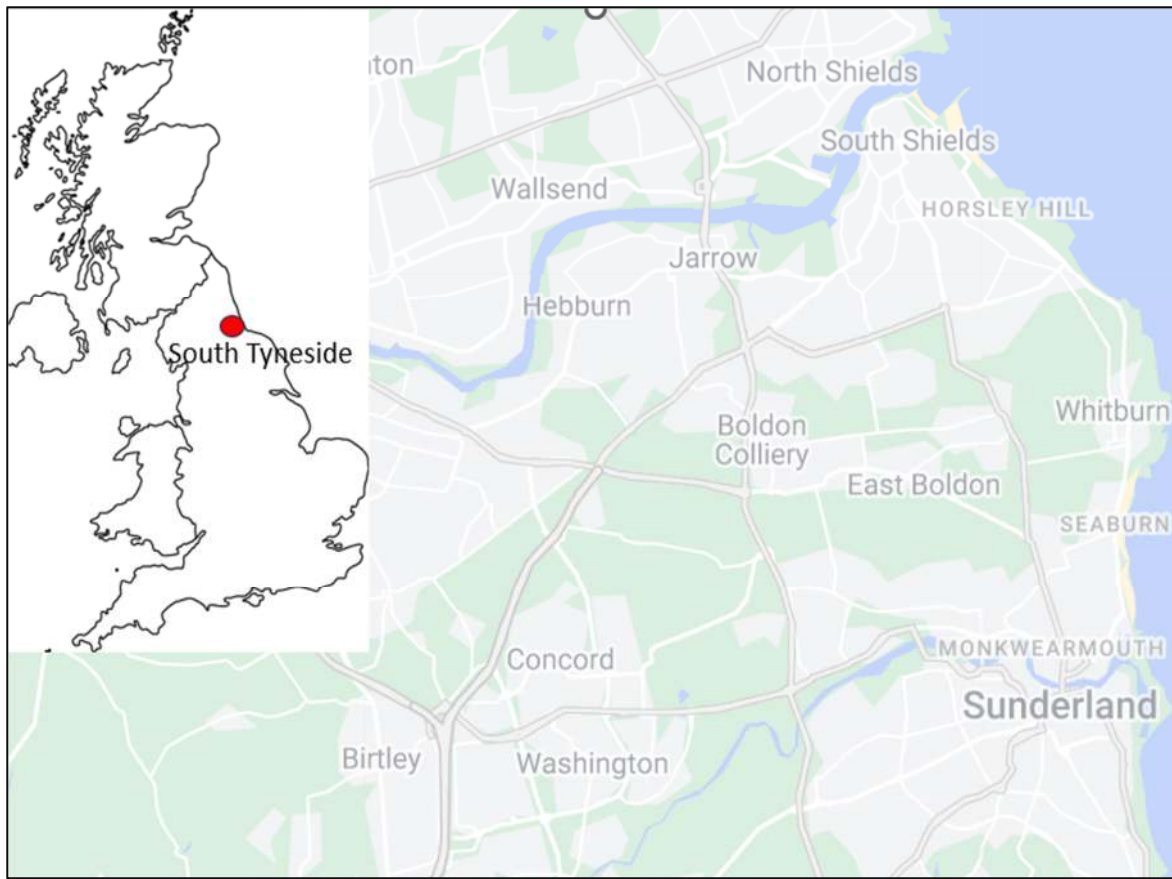 North Shields
South Shields
Wallsend
HORSLEY HILL
Jarrow
Hebburn
South Tyneside
Whitburn
Boldon
Colliery
East Boldon
SEABURN
MONKWEARMOUTH
Concord
Sunderland
Birtley
Washington